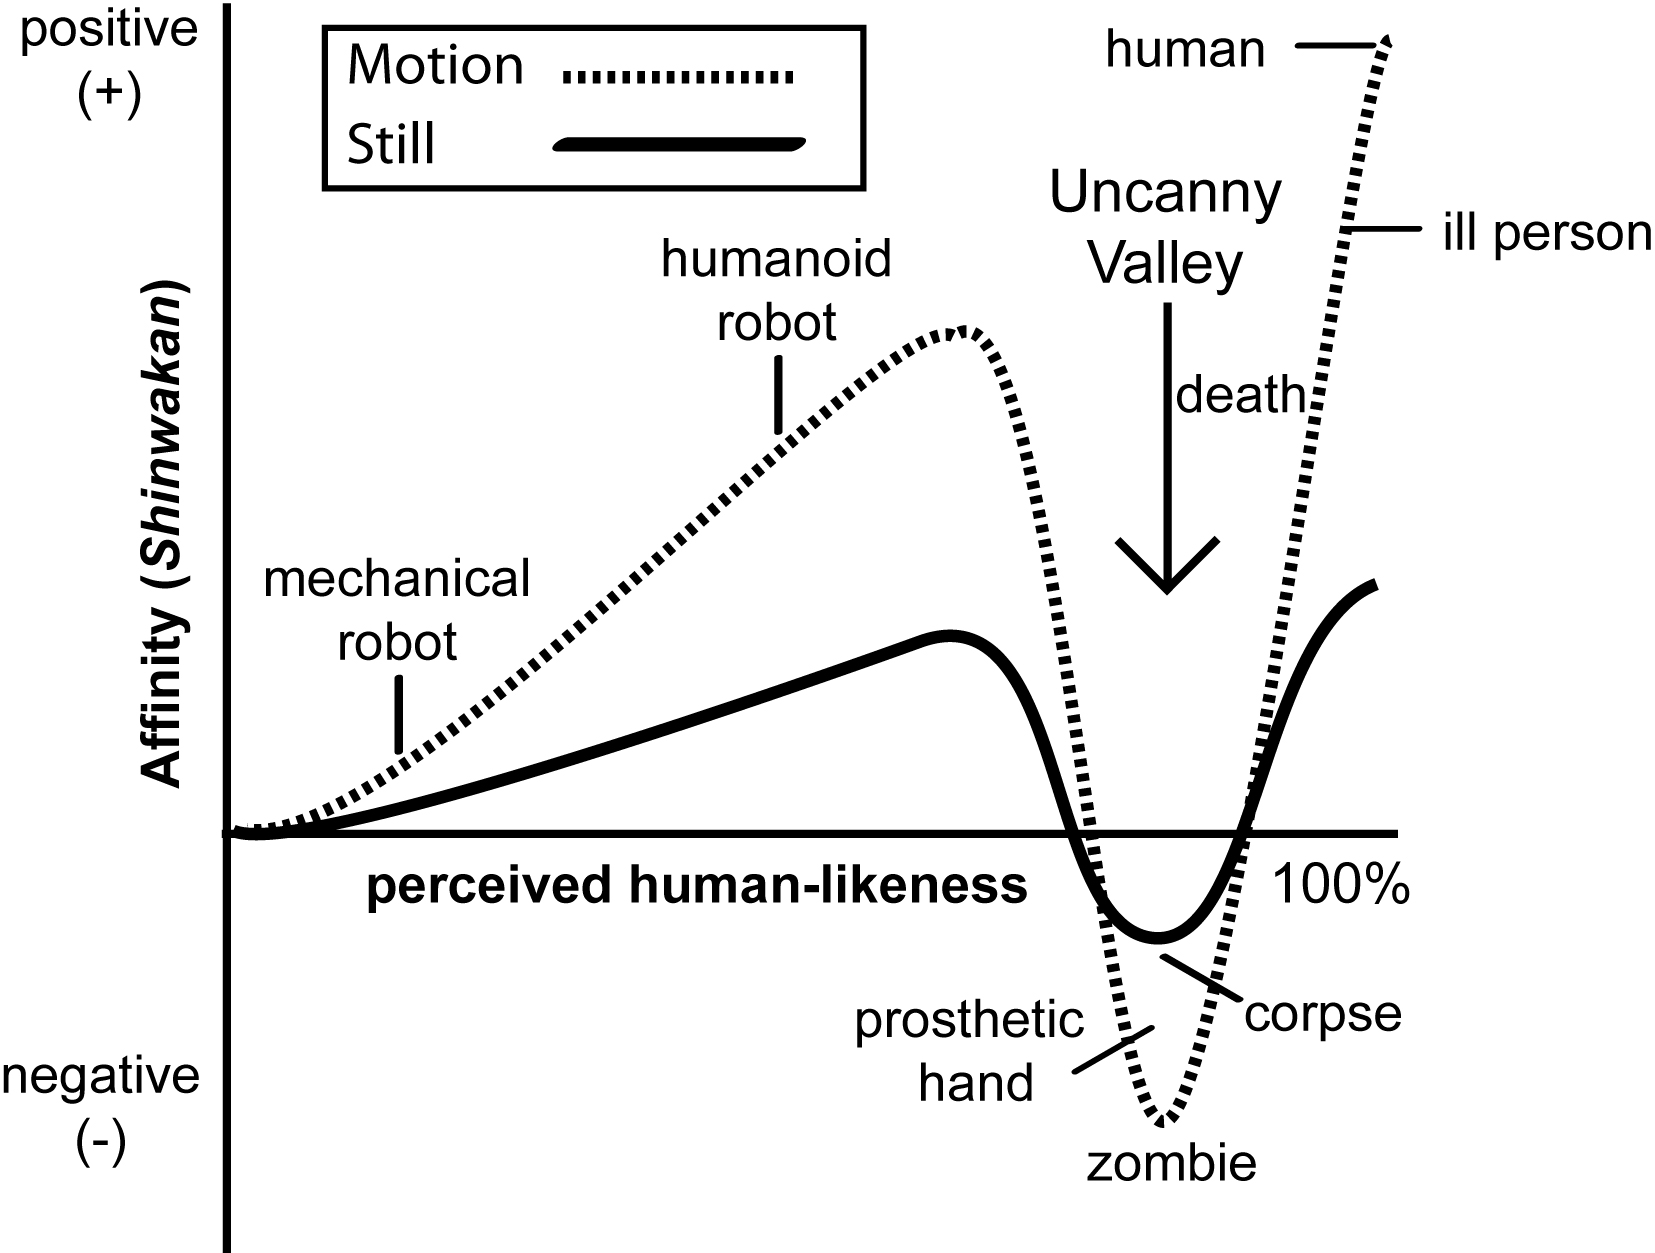 positive
(+)
Motion
Still
human
Uncanny
Valley
ill person
humanoid
robot
death
mechanical
robot
Affinity (Shinwakan)
perceived human-likeness
100%
prosthetic
hand
corpse
negative
(-)
zombie